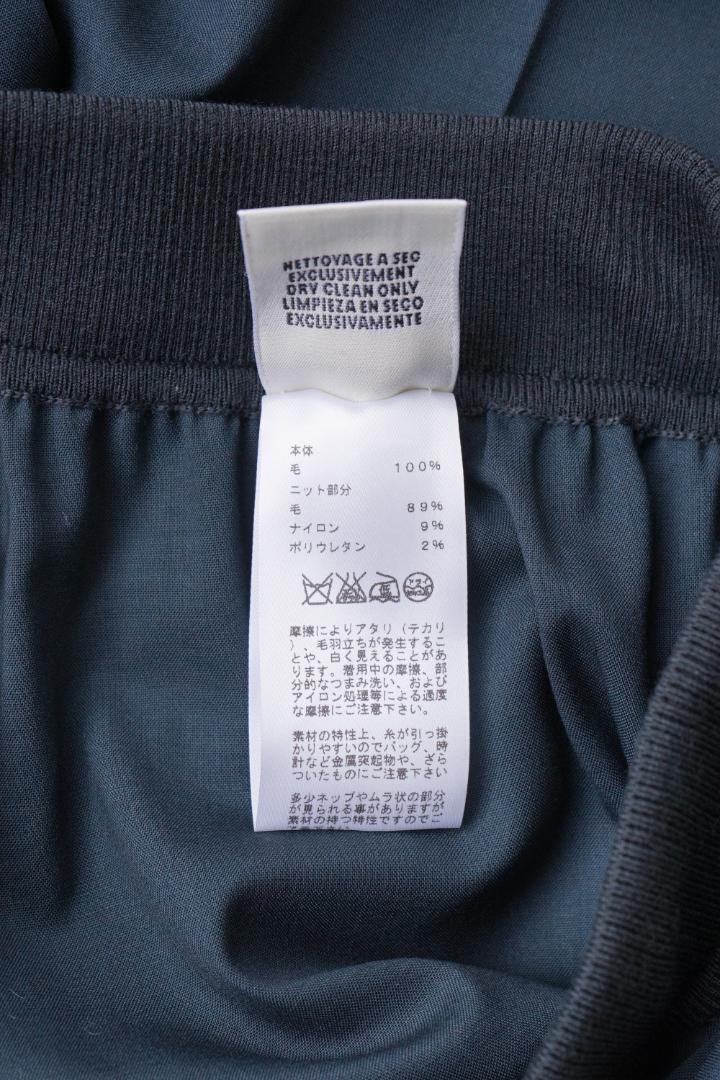 NETTOYAGE A SEC
EXCLUSIVEMENT
DRY CLEAN ONLY
LIMPIEZA EN SECO
EXCLUSIVAMENTE
本体
毛 100%
ニット部分
毛 89%
ナイロン 9%
ポリウレタン 2%
低
摩擦によりアタリ（テカリ
）、毛羽立ちが発生するこ
とや、白く見えることがあ
ります。着用中の摩擦、部
分的なつまみ洗い、および
アイロン処理等による過度
な摩擦にご注意下さい。
素材の特性上、糸が引っ掛
かりやすいのでバッグ、時
計など金属突起物や、ざら
ついたものにご注意下さい
多少ネップやムラ状の部分
が見られる事がありますが
素材の持つ特性ですのでご